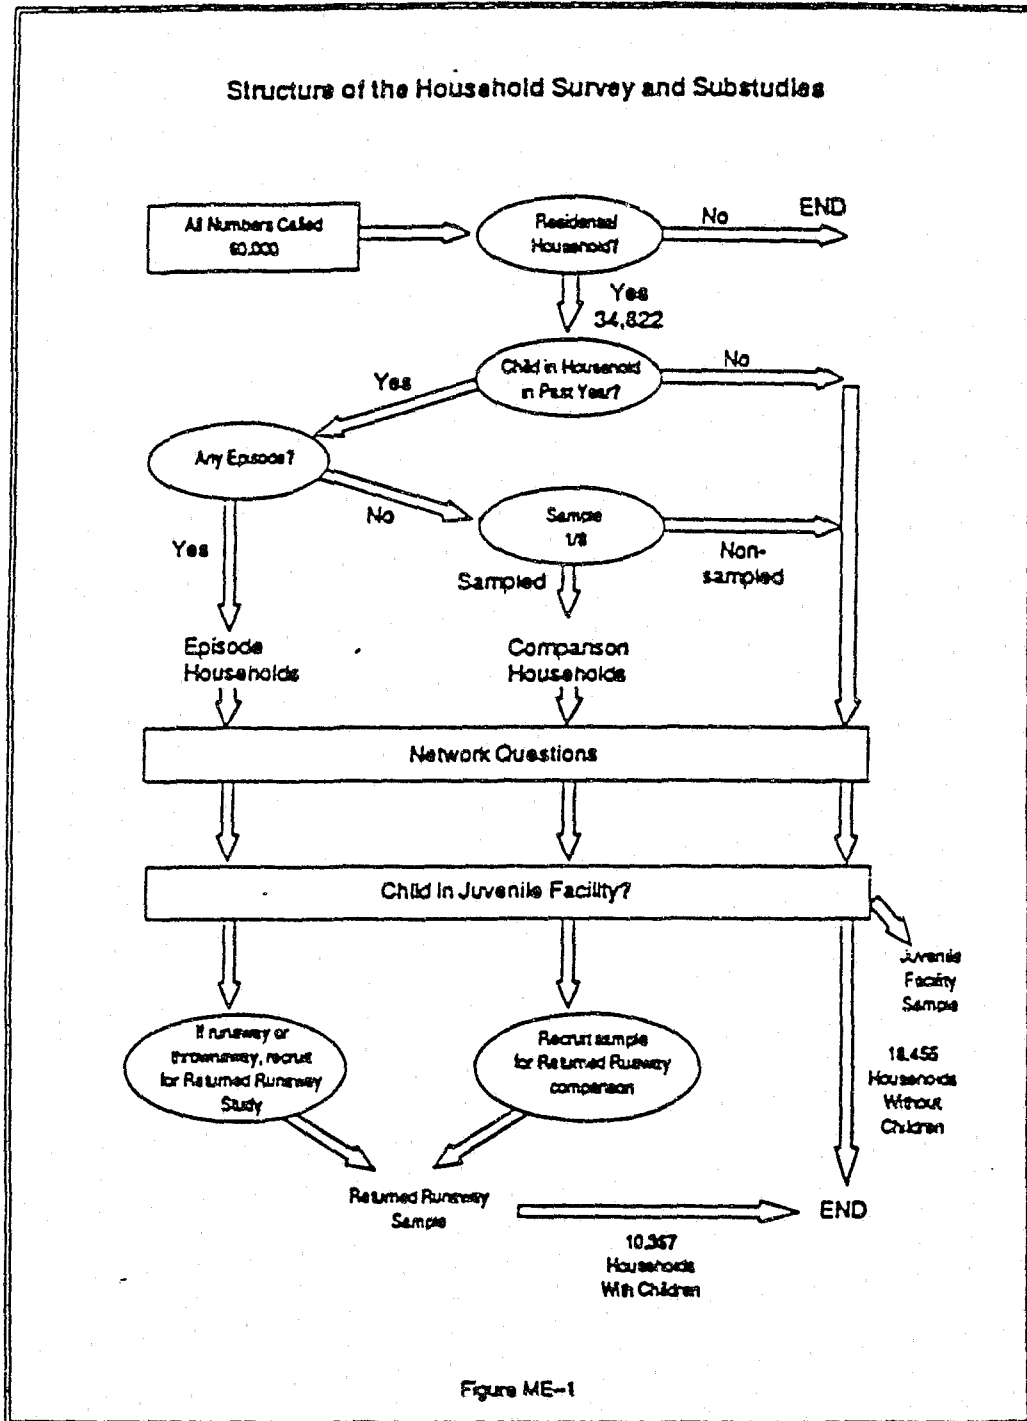 Structure of the Household Survey and Substudies
All Numbers Called
60,000
Residential
Household?
No
END
Yes
34,822
Child in Household
in Past Year?
No
Yes
Any Episode?
No
Sample
1/8
Yes
Sampled
Non-
sampled
Episode
Households
Comparison
Households
Network Questions
Child in Juvenile Facility?
Juvenile
Facility
Sample
If runaway or
thrownaway, recruit
for Returned Runaway
Study
Recruit sample
for Returned Ruaway
comparison
18,455
Households
Without
Children
Returned Runaway
Sample
END
10,367
Households
With Children
Figure ME-1